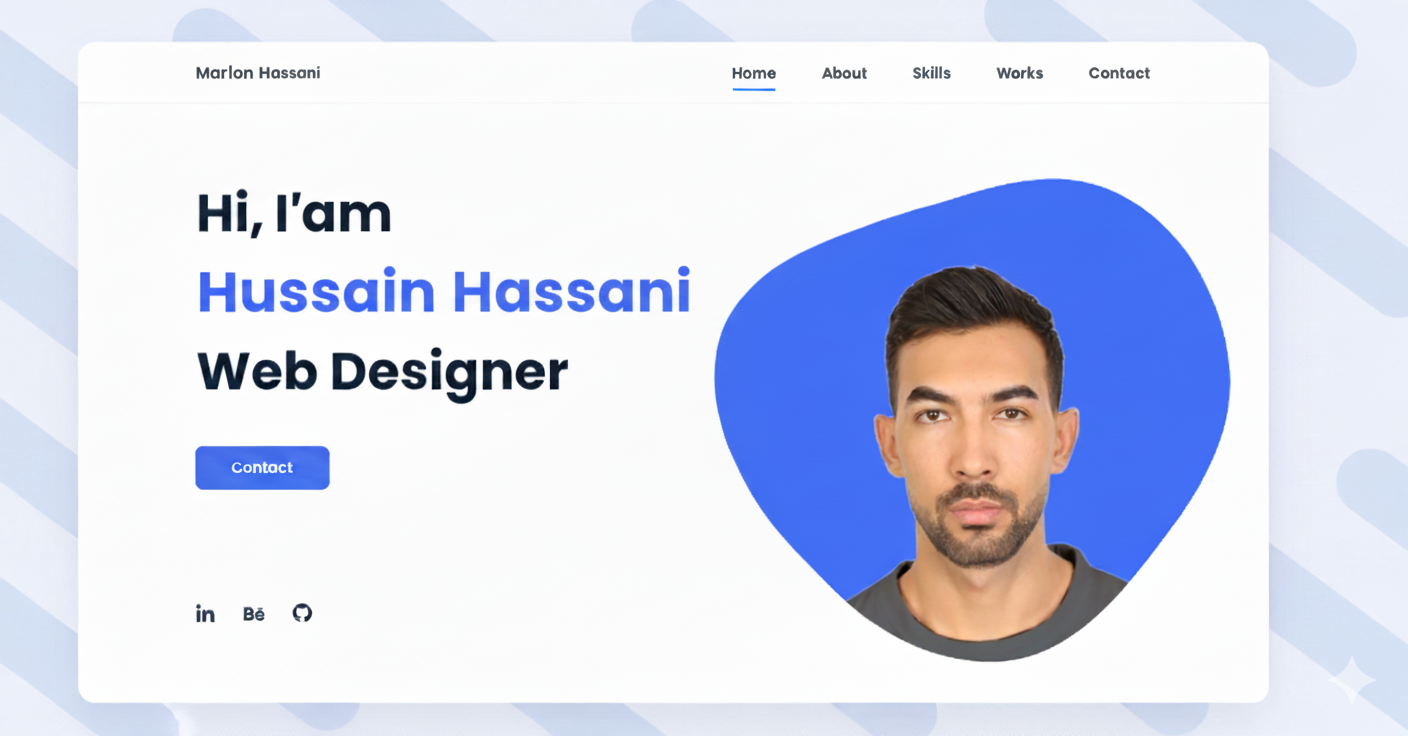 Marlon Hassani
Home About Skills Works Contact
Hi, I'am
Hussain Hassani
Web Designer
Contact
in Bē